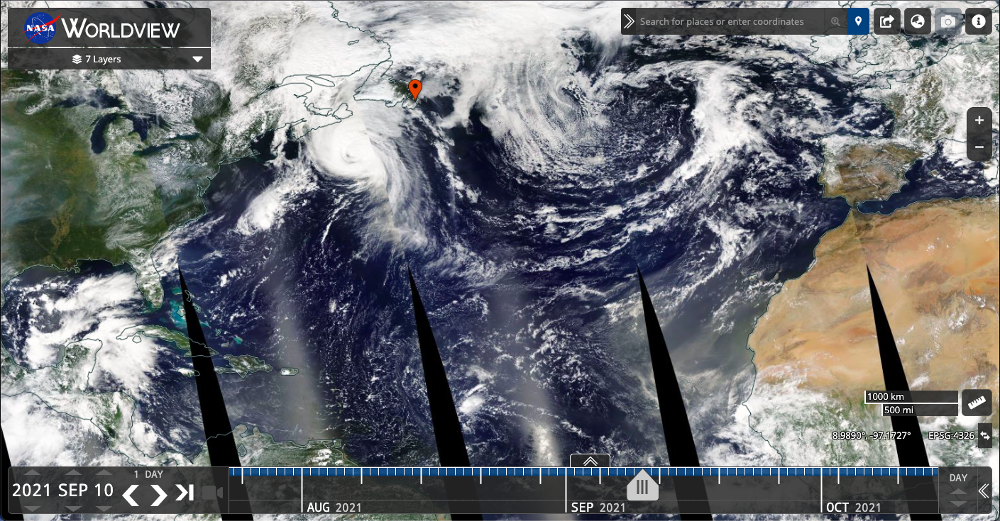 NASA WORLDVIEW
Search for places or enter coordinates
7 Layers
1000 km
500 mi
8.9890°, -97.1727° EPSG:4326
1 DAY
2021 SEP 10
DAY
AUG 2021
SEP 2021
OCT 2021